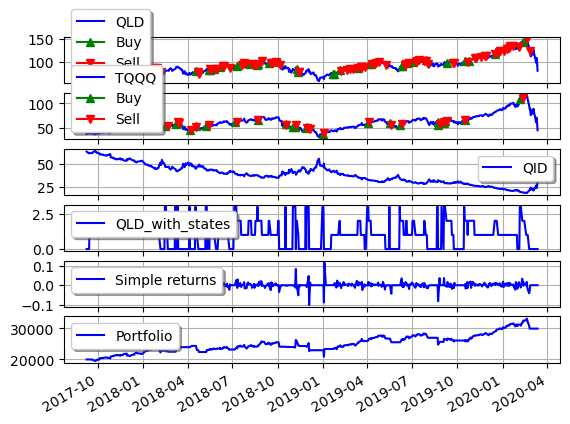 QLD
Buy
Sell
150
100
TQQQ
Buy
Sell
100
50
QID
50
25
QLD_with_states
2.5
0.0
Simple returns
0.1
0.0
−0.1
Portfolio
30000
20000
2017-10
2018-01
2018-04
2018-07
2018-10
2019-01
2019-04
2019-07
2019-10
2020-01
2020-04